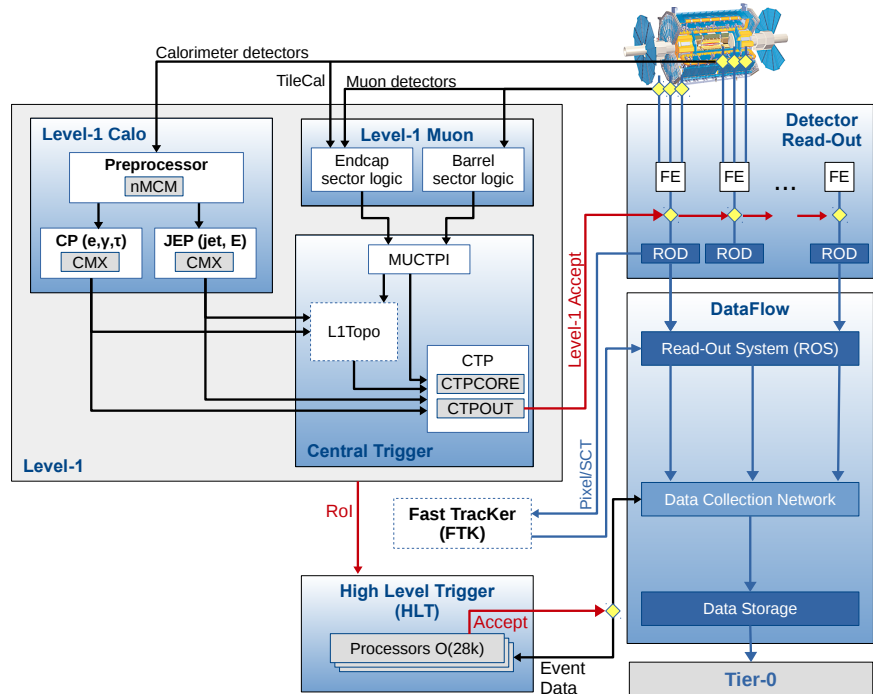 Calorimeter detectors
TileCal
Muon detectors
Level-1 Calo
Preprocessor
nMCM
CP (e,γ,τ)
CMX
JEP (jet, E)
CMX
Level-1 Muon
Endcap
sector logic
Barrel
sector logic
MUCTPI
L1Topo
CTP
CTPCORE
CTPOUT
Central Trigger
Level-1
Level-1 Accept
Detector
Read-Out
FE
FE
...
FE
ROD
ROD
ROD
DataFlow
Read-Out System (ROS)
Pixel/SCT
Data Collection Network
Data Storage
Tier-0
RoI
Fast TracKer
(FTK)
High Level Trigger
(HLT)
Accept
Processors O(28k)
Event
Data